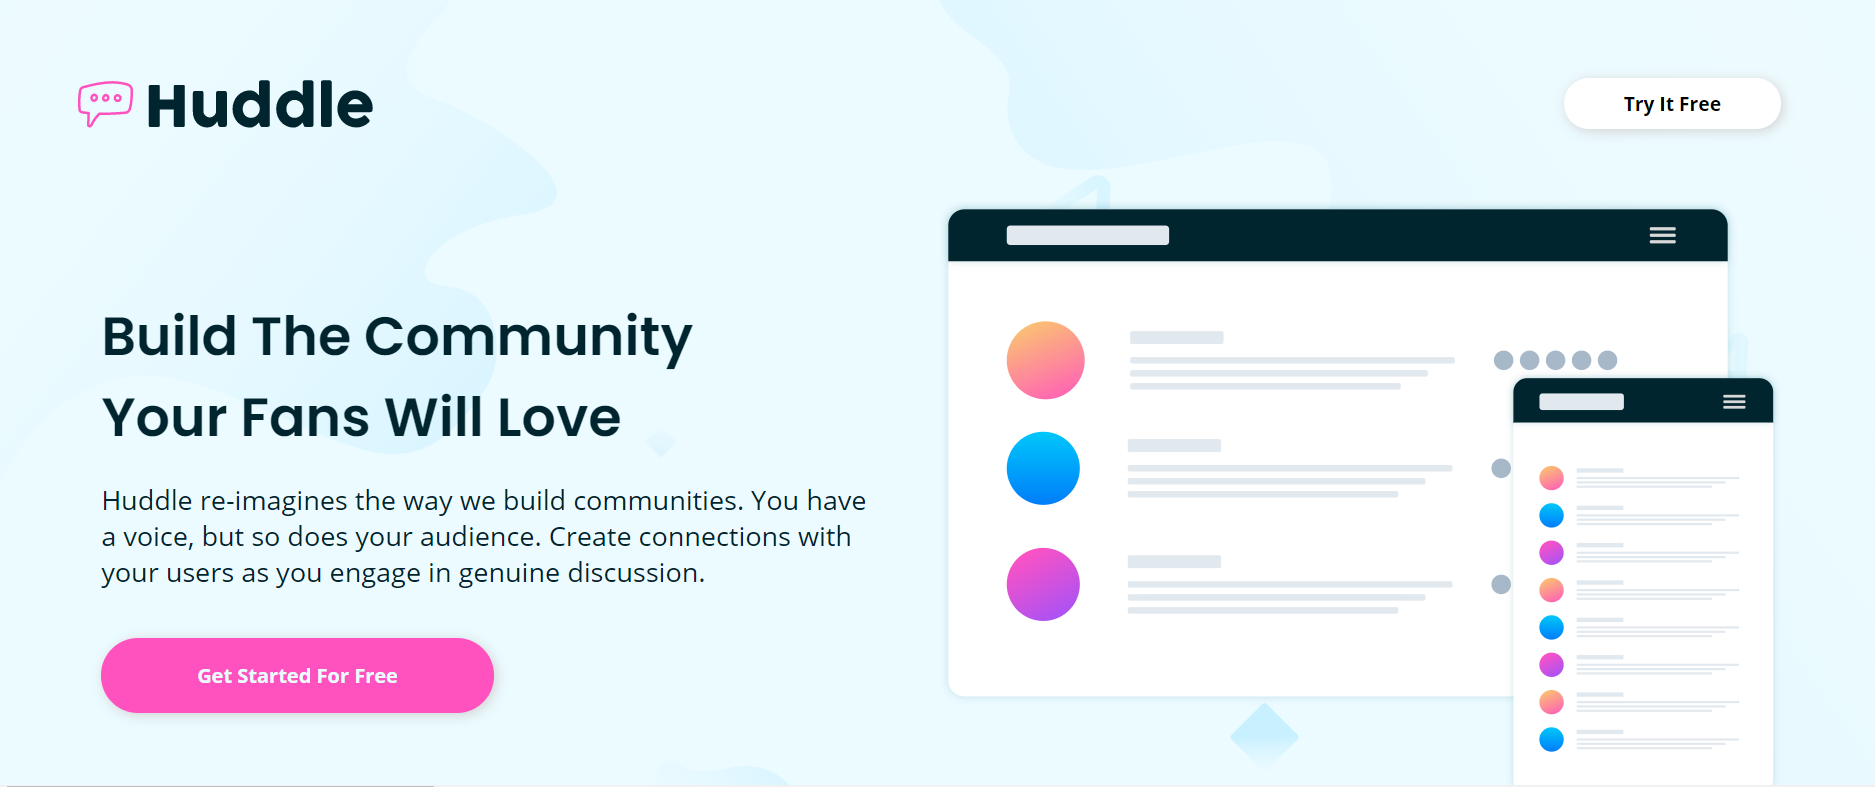 Huddle
Try It Free
Build The Community
Your Fans Will Love
Huddle re-imagines the way we build communities. You have
a voice, but so does your audience. Create connections with
your users as you engage in genuine discussion.
Get Started For Free